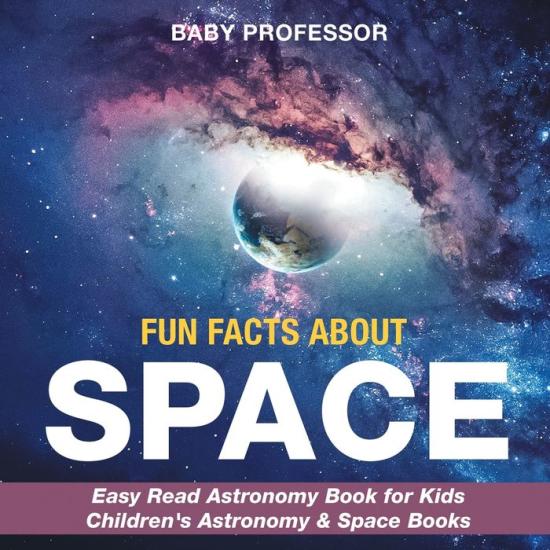 BABY PROFESSOR
FUN FACTS ABOUT
SPACE
Easy Read Astronomy Book for Kids
Children's Astronomy & Space Books